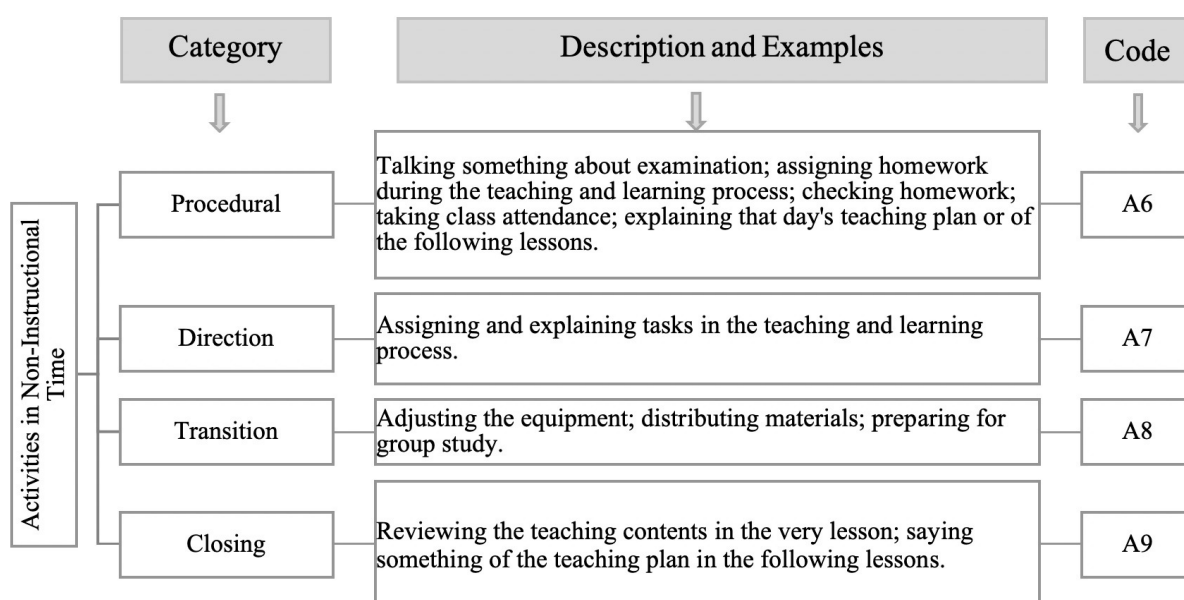 Category
Description and Examples
Code
Activities in Non-Instructional
Time
Procedural
Talking something about examination; assigning homework
during the teaching and learning process; checking homework;
taking class attendance; explaining that day's teaching plan or of
the following lessons.
A6
Direction
Assigning and explaining tasks in the teaching and learning
process.
A7
Transition
Adjusting the equipment; distributing materials; preparing for
group study.
A8
Closing
Reviewing the teaching contents in the very lesson; saying
something of the teaching plan in the following lessons.
A9